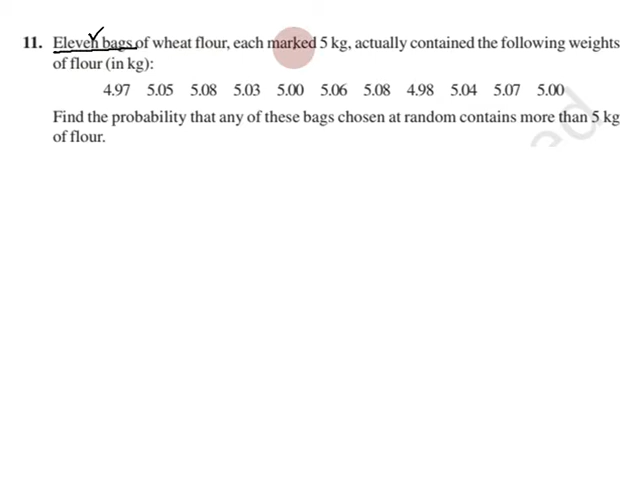 11. Eleven bags of wheat flour, each marked 5 kg, actually contained the following weights
of flour (in kg):
4.97 5.05 5.08 5.03 5.00 5.06 5.08 4.98 5.04 5.07 5.00
Find the probability that any of these bags chosen at random contains more than 5 kg
of flour.